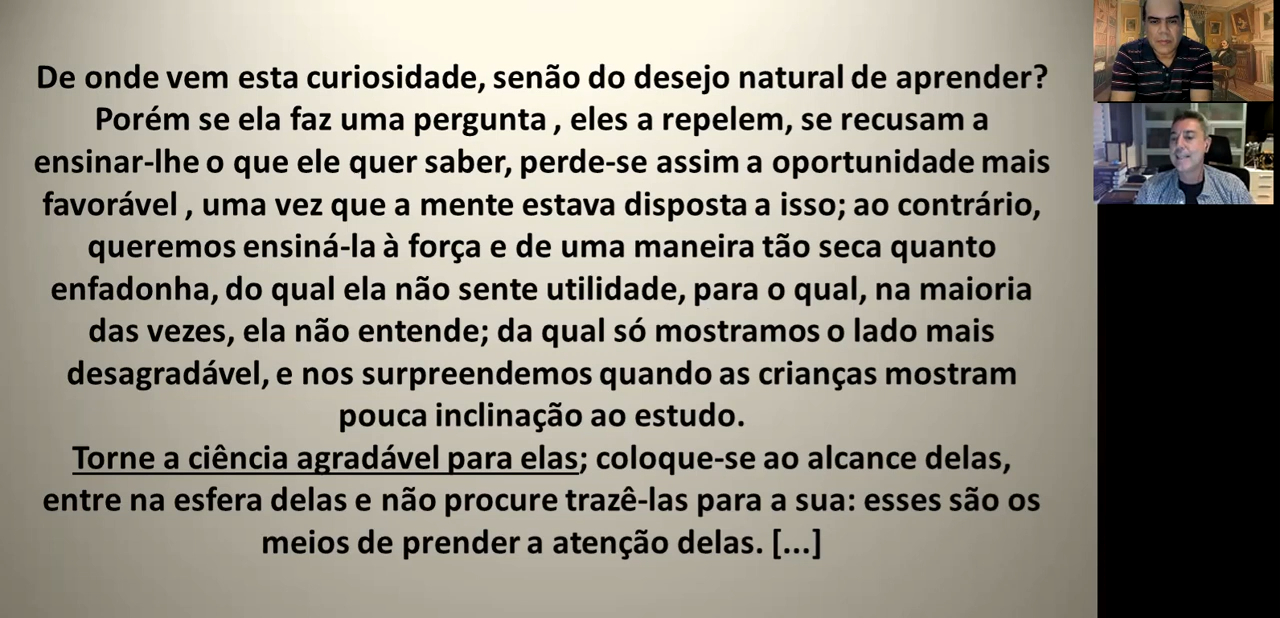 De onde vem esta curiosidade, senão do desejo natural de aprender?
Porém se ela faz uma pergunta , eles a repelem, se recusam a
ensinar-lhe o que ele quer saber, perde-se assim a oportunidade mais
favorável , uma vez que a mente estava disposta a isso; ao contrário,
queremos ensiná-la à força e de uma maneira tão seca quanto
enfadonha, do qual ela não sente utilidade, para o qual, na maioria
das vezes, ela não entende; da qual só mostramos o lado mais
desagradável, e nos surpreendemos quando as crianças mostram
pouca inclinação ao estudo.
Torne a ciência agradável para elas; coloque-se ao alcance delas,
entre na esfera delas e não procure trazê-las para a sua: esses são os
meios de prender a atenção delas. [...]